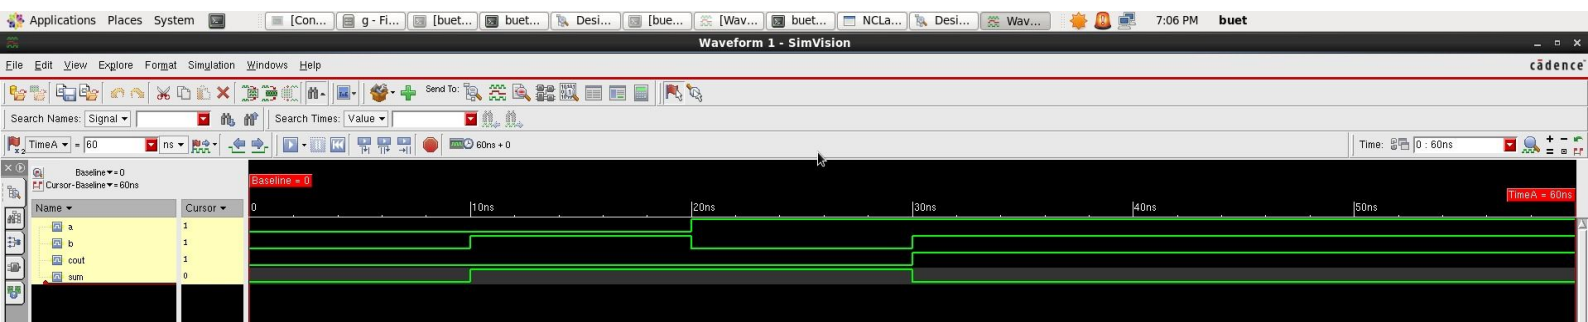 Applications Places System [Con... g - Fi... [buet... buet... Desi... [bue... [Wav... buet... NCLa... Desi... Wav... 7:06 PM buet
Waveform 1 - SimVision
File Edit View Explore Format Simulation Windows Help cādence
Send To:
Search Names: Signal Search Times: Value
TimeA = 60 ns 60ns + 0 Time: 0 : 60ns
Baseline = 0
Cursor-Baseline = 60ns
Baseline = 0
TimeA = 60ns
Name Cursor 0 10ns 20ns 30ns 40ns 50ns
a 1
b 1
cout 1
sum 0